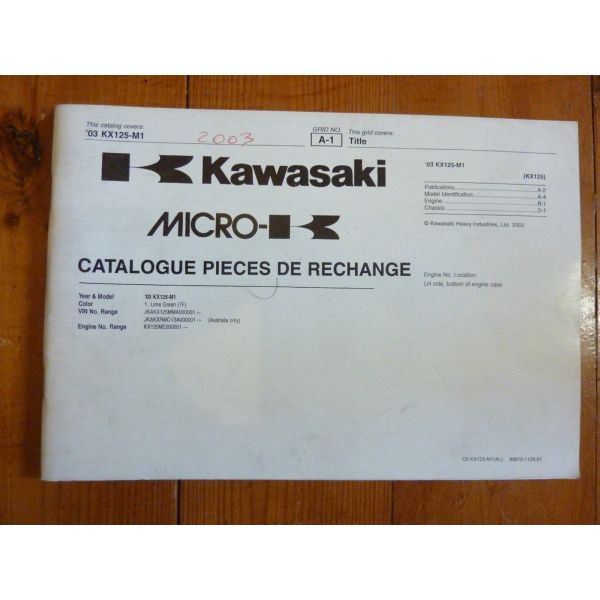 This catalog covers:
'03 KX125-M1
2003
GRID NO.
A-1
This grid covers:
Title
Kawasaki
MICRO-K
CATALOGUE PIECES DE RECHANGE
Year & Model '03 KX125-M1
Color 1. Lime Green (7F)
VIN No. Range JKAKX125MMA000001 ~
(Australia only)
Engine No. Range KX125ME000001 ~
'03 KX125-M1
(KX125)
Publications A-2
Model Identification A-4
Engine B-1
Chassis D-1
© Kawasaki Heavy Industries, Ltd. 2002
Engine No. Location:
LH side, bottom of engine case
'03 KX125-M1(AL)